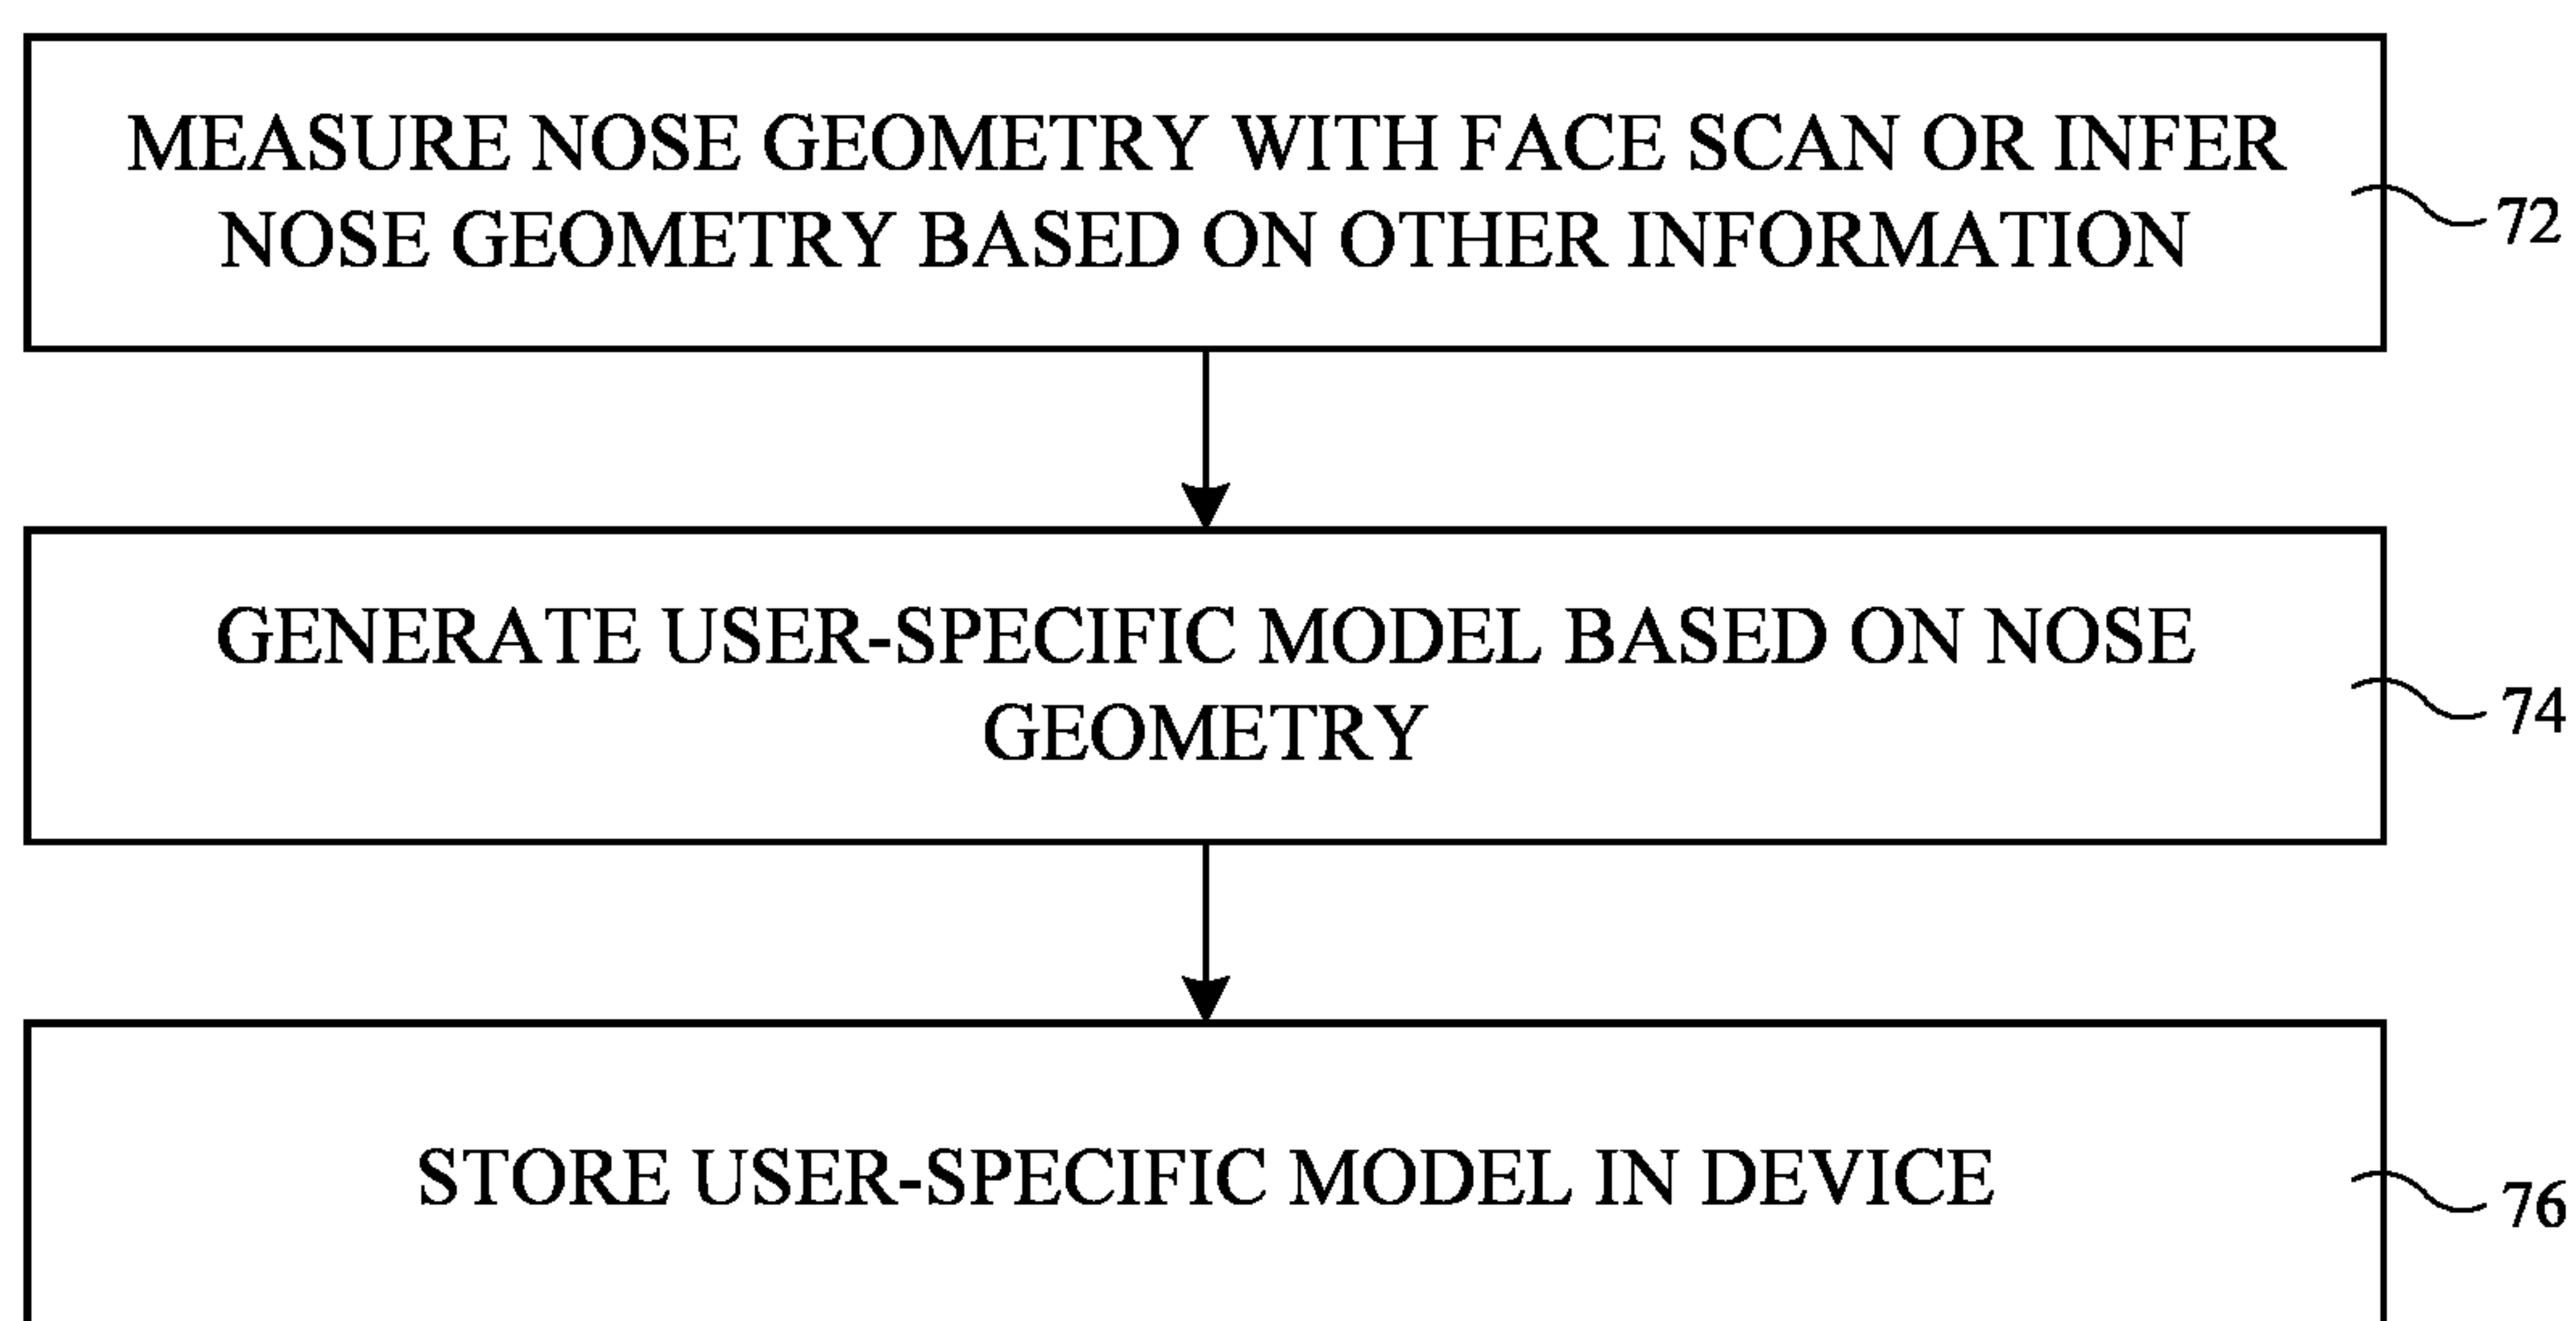 MEASURE NOSE GEOMETRY WITH FACE SCAN OR INFER
NOSE GEOMETRY BASED ON OTHER INFORMATION
72
GENERATE USER-SPECIFIC MODEL BASED ON NOSE
GEOMETRY
74
STORE USER-SPECIFIC MODEL IN DEVICE
76